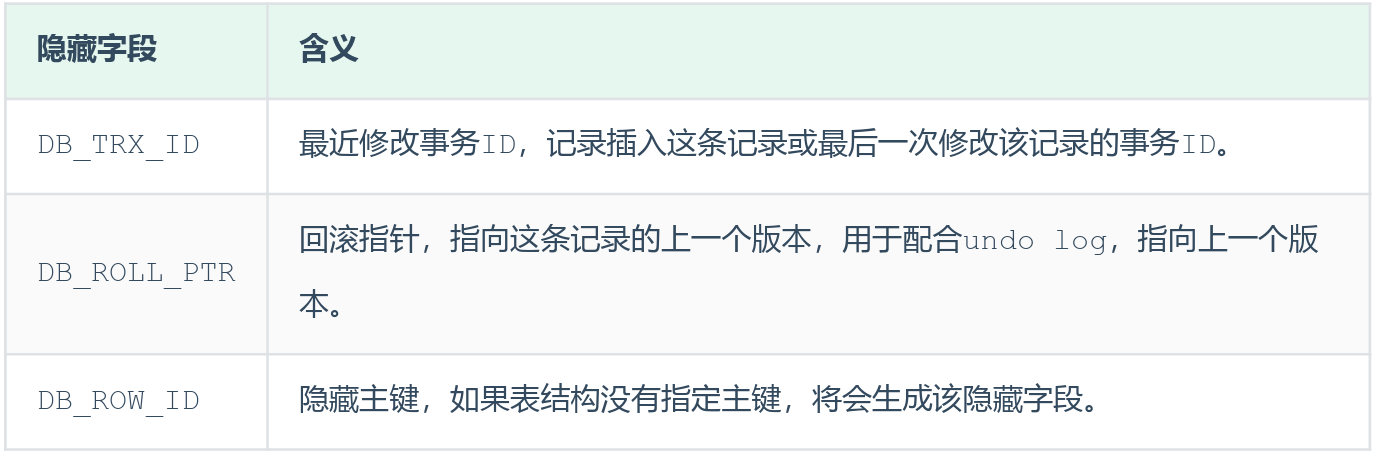 隐藏字段 含义
DB_TRX_ID 最近修改事务ID，记录插入这条记录或最后一次修改该记录的事务ID。
回滚指针，指向这条记录的上一个版本，用于配合undo log，指向上一个版
DB_ROLL_PTR
本。
DB_ROW_ID 隐藏主键，如果表结构没有指定主键，将会生成该隐藏字段。